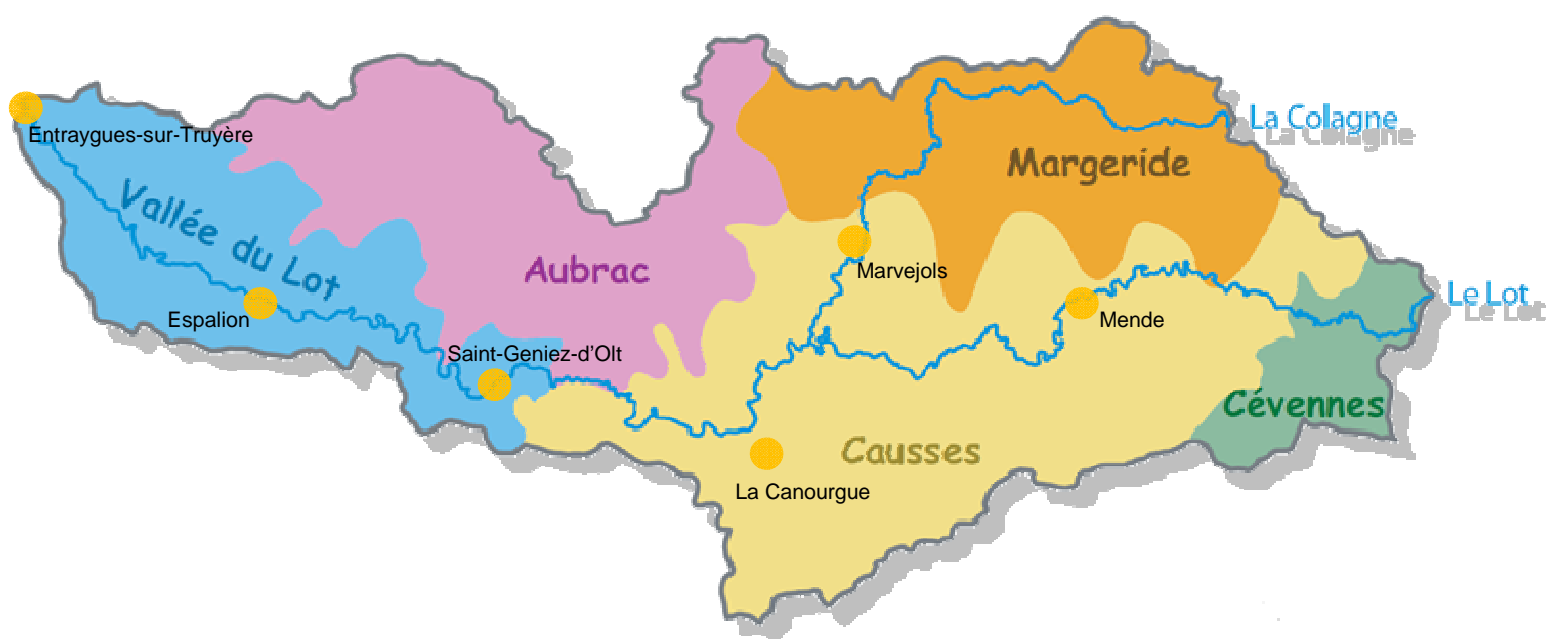 La Colagne
Entraygues-sur-Truyère
Margeride
Vallée du Lot
Aubrac
Marvejols
Le Lot
Espalion
Mende
Saint-Geniez-d'Olt
Cévennes
Causses
La Canourgue